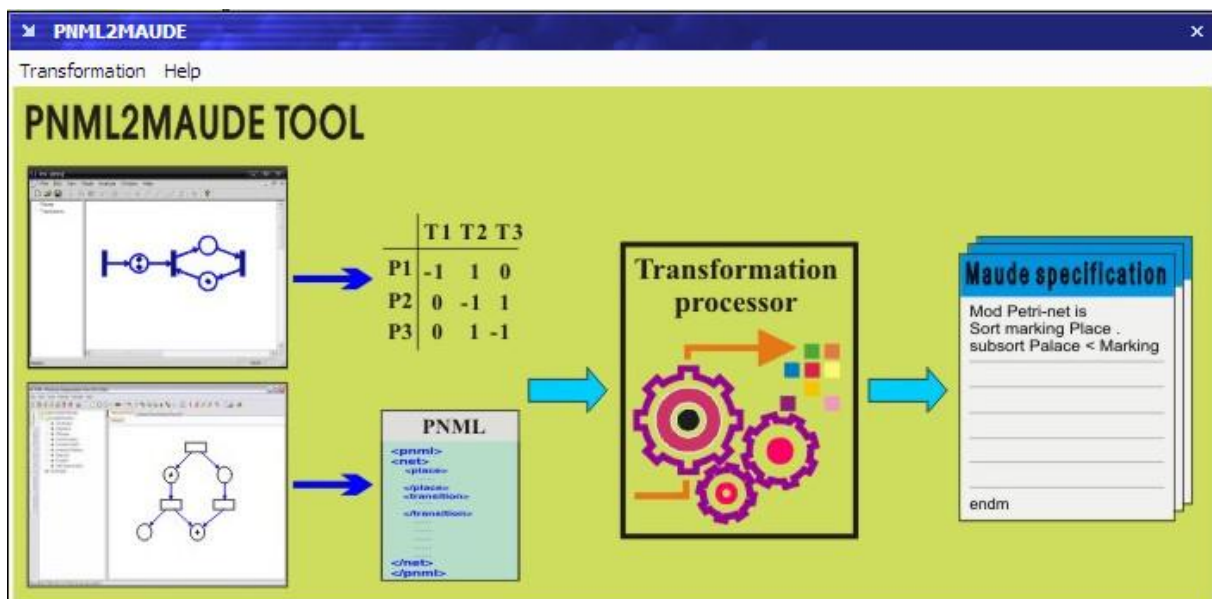 PNML2MAUDE
Transformation Help
PNML2MAUDE TOOL
T1 T2 T3
P1 -1 1 0
P2 0 -1 1
P3 0 1 -1
PNML
<pnml>
<net>
<place>
</place>
<transition>
</transition>
</net>
</pnml>
Transformation
processor
Maude specification
Mod Petri-net is
Sort marking Place .
subsort Palace < Marking
endm